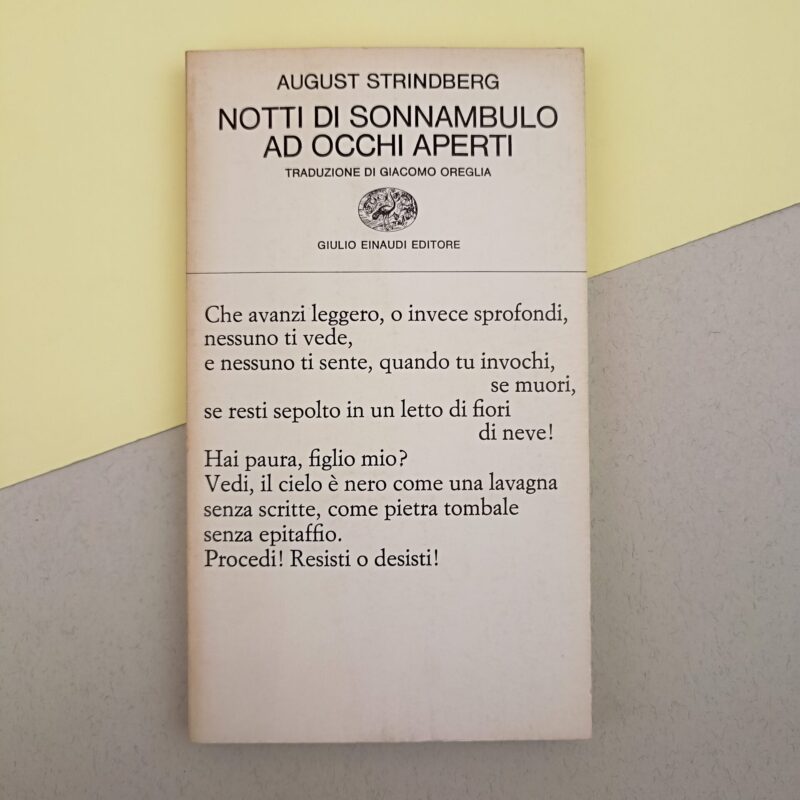 AUGUST STRINDBERG
NOTTI DI SONNAMBULO
AD OCCHI APERTI
TRADUZIONE DI GIACOMO OREGLIA
GIULIO EINAUDI EDITORE
Che avanzi leggero, o invece sprofondi,
nessuno ti vede,
e nessuno ti sente, quando tu invochi,
se muori,
se resti sepolto in un letto di fiori
di neve!
Hai paura, figlio mio?
Vedi, il cielo è nero come una lavagna
senza scritte, come pietra tombale
senza epitaffio.
Procedi! Resisti o desisti!